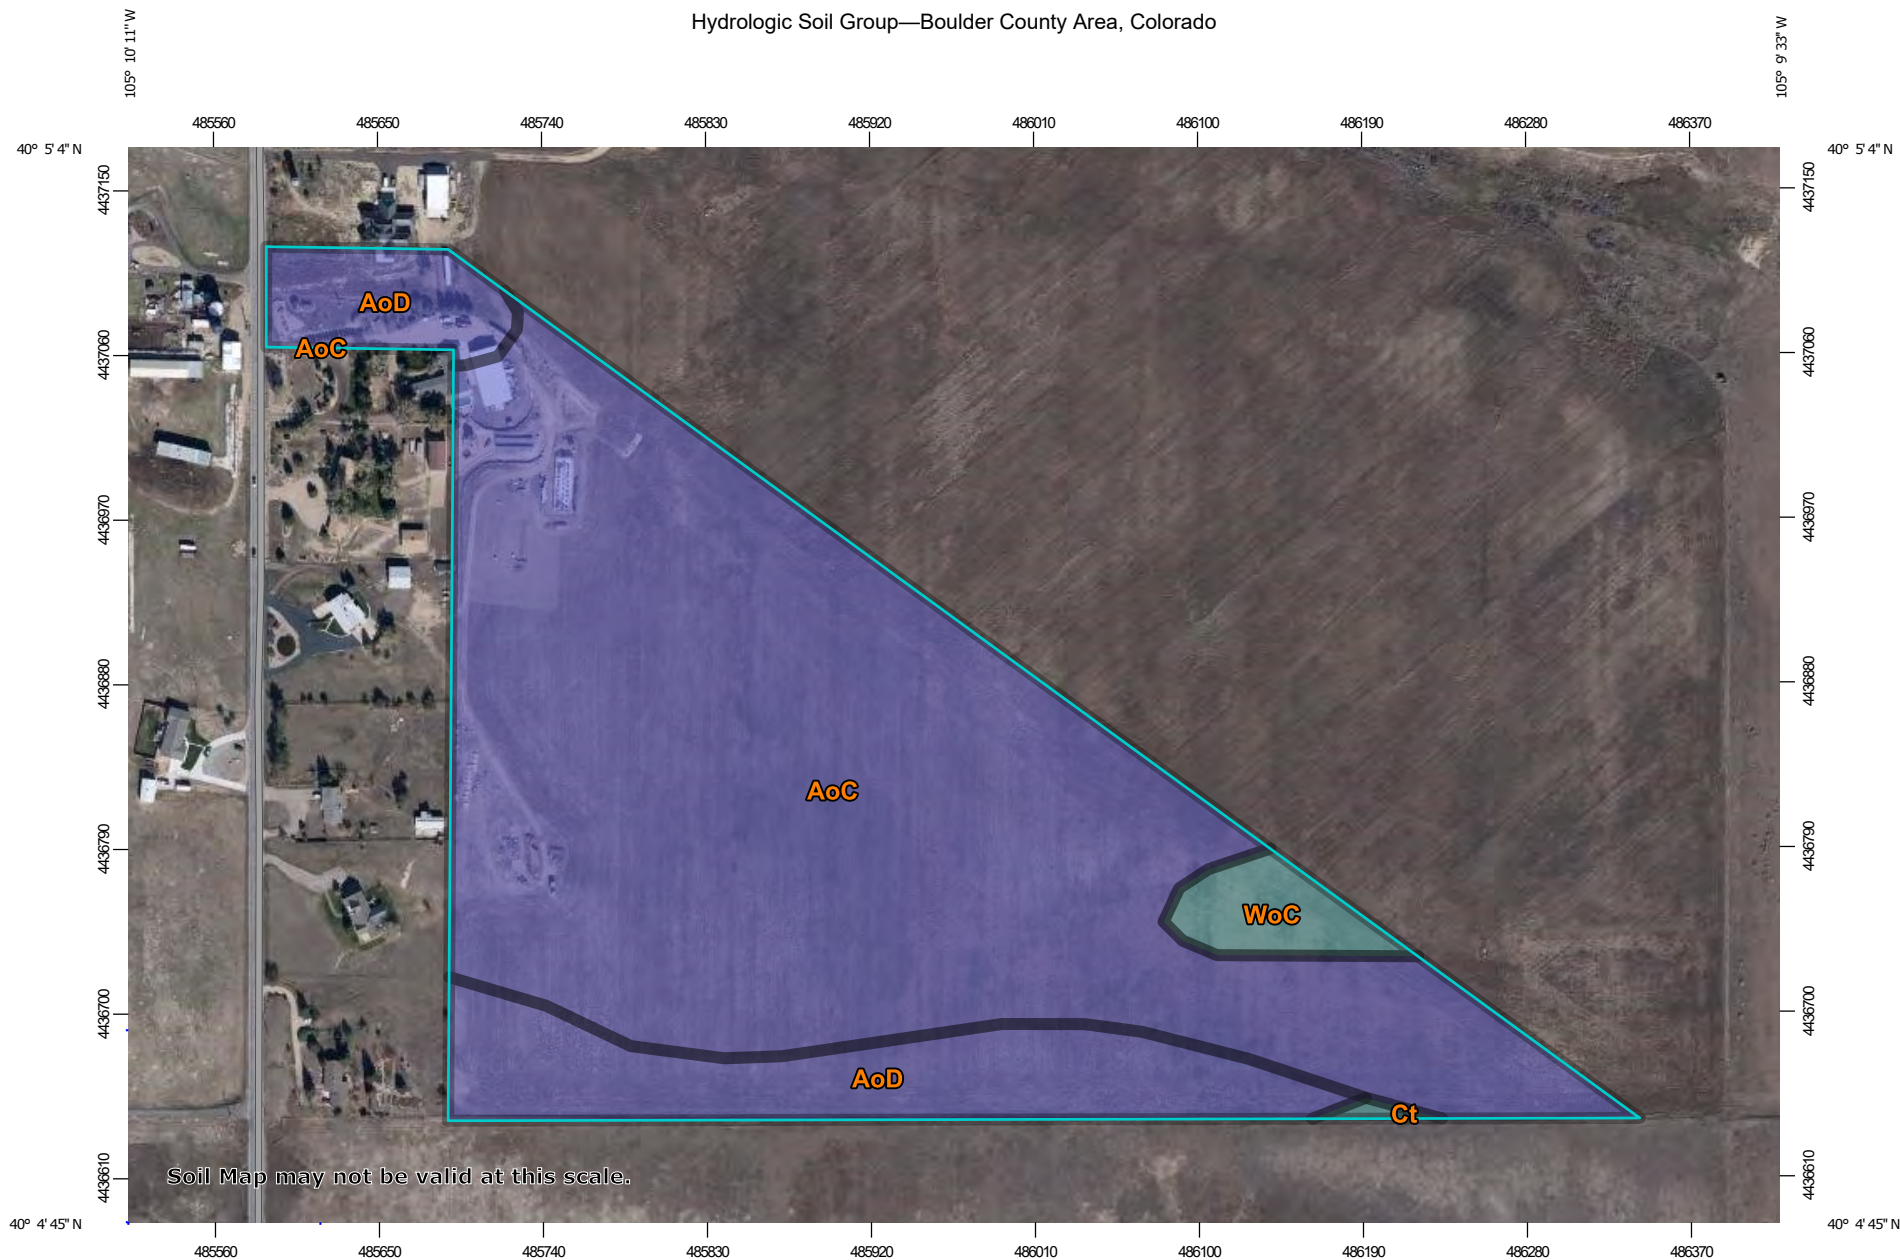 Hydrologic Soil Group—Boulder County Area, Colorado
105° 10' 11'' W
105° 9' 33'' W
485560 485650 485740 485830 485920 486010 486100 486190 486280 486370
40° 5' 4'' N
40° 5' 4'' N
4437150
4437150
AoD
AoC
4437060
4437060
4436970
4436970
4436880
4436880
AoC
4436790
4436790
WoC
4436700
4436700
AoD
Ct
Soil Map may not be valid at this scale.
4436610
4436610
40° 4' 45'' N
40° 4' 45'' N
485560 485650 485740 485830 485920 486010 486100 486190 486280 486370